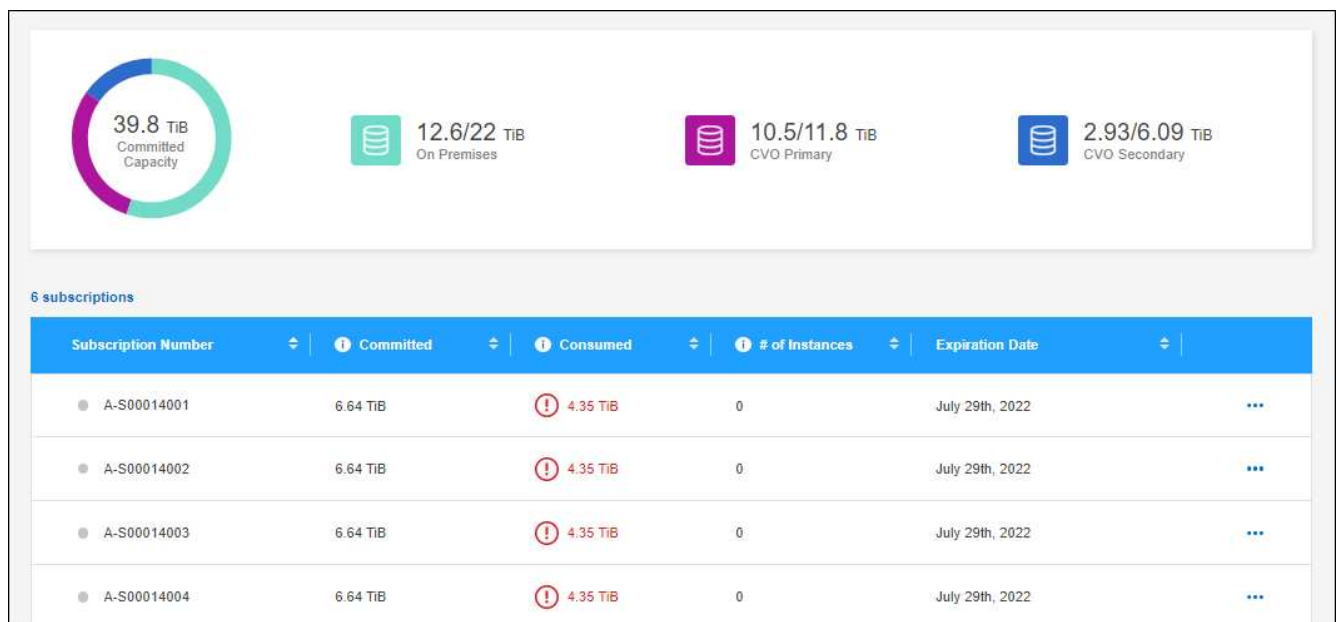 39.8 TiB
Committed
Capacity
12.6/22 TiB
On Premises
10.5/11.8 TiB
CVO Primary
2.93/6.09 TiB
CVO Secondary
6 subscriptions
Subscription Number Committed Consumed # of Instances Expiration Date
A-S00014001 6.64 TiB 4.35 TiB 0 July 29th, 2022
A-S00014002 6.64 TiB 4.35 TiB 0 July 29th, 2022
A-S00014003 6.64 TiB 4.35 TiB 0 July 29th, 2022
A-S00014004 6.64 TiB 4.35 TiB 0 July 29th, 2022